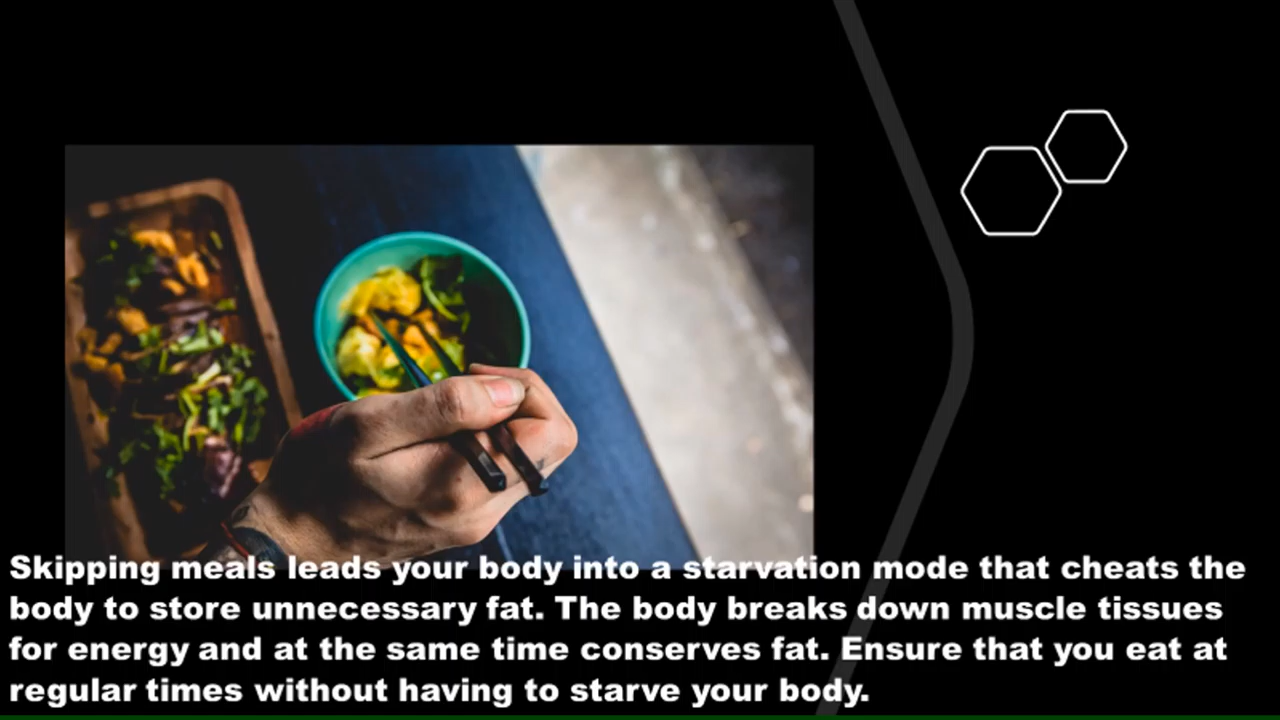 Skipping meals leads your body into a starvation mode that cheats the
body to store unnecessary fat. The body breaks down muscle tissues
for energy and at the same time conserves fat. Ensure that you eat at
regular times without having to starve your body.